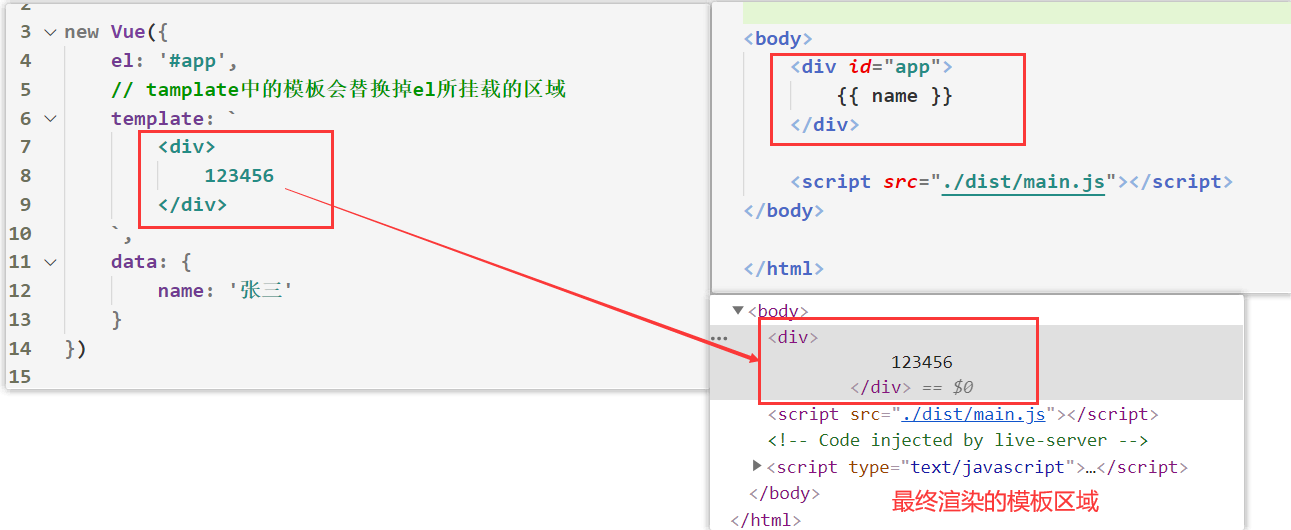 2
3 new Vue({
4 el: '#app',
5 // tamplate中的模板会替换掉el所挂载的区域
6 template: `
7 <div>
8 123456
9 </div>
10 `,
11 data: {
12 name: '张三'
13 }
14 })
15
<body>
<div id="app">
{{ name }}
</div>
<script src="./dist/main.js"></script>
</body>
</html>
<body>
<div>
123456
</div> == $0
<script src="./dist/main.js"></script>
<!-- Code injected by live-server -->
<script type="text/javascript">…</script>
</body>
</html>
最终渲染的模板区域